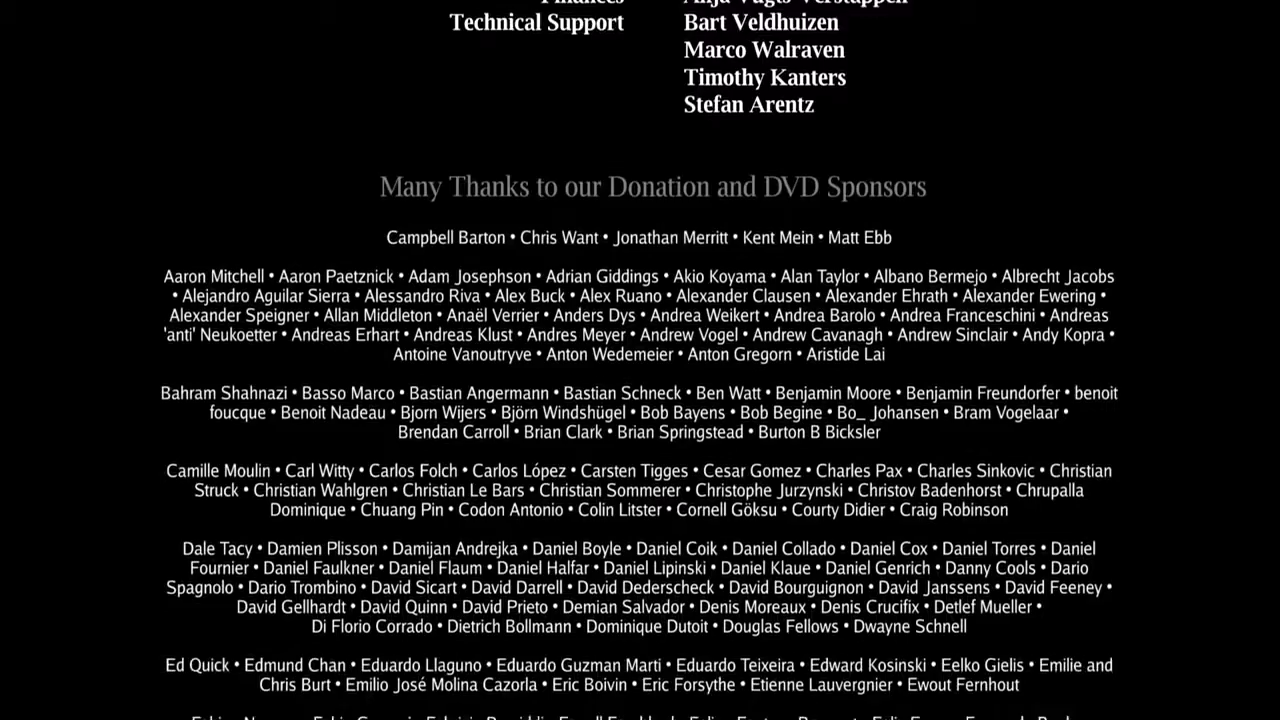 Technical Support Bart Veldhuizen
Marco Walraven
Timothy Kanters
Stefan Arentz
Many Thanks to our Donation and DVD Sponsors
Campbell Barton • Chris Want • Jonathan Merritt • Kent Mein • Matt Ebb
Aaron Mitchell • Aaron Paetznick • Adam Josephson • Adrian Giddings • Akio Koyama • Alan Taylor • Albano Bermejo • Albrecht Jacobs
• Alejandro Aguilar Sierra • Alessandro Riva • Alex Buck • Alex Ruano • Alexander Clausen • Alexander Ehrath • Alexander Ewering •
Alexander Speigner • Allan Middleton • Anaël Verrier • Anders Dys • Andrea Weikert • Andrea Barolo • Andrea Franceschini • Andreas
'anti' Neukoetter • Andreas Erhart • Andreas Klust • Andres Meyer • Andrew Vogel • Andrew Cavanagh • Andrew Sinclair • Andy Kopra •
Antoine Vanoutryve • Anton Wedemeier • Anton Gregorn • Aristide Lai
Bahram Shahnazi • Basso Marco • Bastian Angermann • Bastian Schneck • Ben Watt • Benjamin Moore • Benjamin Freundorfer • benoit
foucque • Benoit Nadeau • Bjorn Wijers • Björn Windshügel • Bob Bayens • Bob Begine • Bo_ Johansen • Bram Vogelaar •
Brendan Carroll • Brian Clark • Brian Springstead • Burton B Bicksler
Camille Moulin • Carl Witty • Carlos Folch • Carlos López • Carsten Tigges • Cesar Gomez • Charles Pax • Charles Sinkovic • Christian
Struck • Christian Wahlgren • Christian Le Bars • Christian Sommerer • Christophe Jurzynski • Christov Badenhorst • Chrupalla
Dominique • Chuang Pin • Codon Antonio • Colin Litster • Cornell Göksu • Courty Didier • Craig Robinson
Dale Tacy • Damien Plisson • Damijan Andrejka • Daniel Boyle • Daniel Coik • Daniel Collado • Daniel Cox • Daniel Torres • Daniel
Fournier • Daniel Faulkner • Daniel Flaum • Daniel Halfar • Daniel Lipinski • Daniel Klaue • Daniel Genrich • Danny Cools • Dario
Spagnolo • Dario Trombino • David Sicart • David Darrell • David Dederscheck • David Bourguignon • David Janssens • David Feeney •
David Gellhardt • David Quinn • David Prieto • Demian Salvador • Denis Moreaux • Denis Crucifix • Detlef Mueller •
Di Florio Corrado • Dietrich Bollmann • Dominique Dutoit • Douglas Fellows • Dwayne Schnell
Ed Quick • Edmund Chan • Eduardo Llaguno • Eduardo Guzman Marti • Eduardo Teixeira • Edward Kosinski • Eelko Gielis • Emilie and
Chris Burt • Emilio José Molina Cazorla • Eric Boivin • Eric Forsythe • Etienne Lauvergnier • Ewout Fernhout